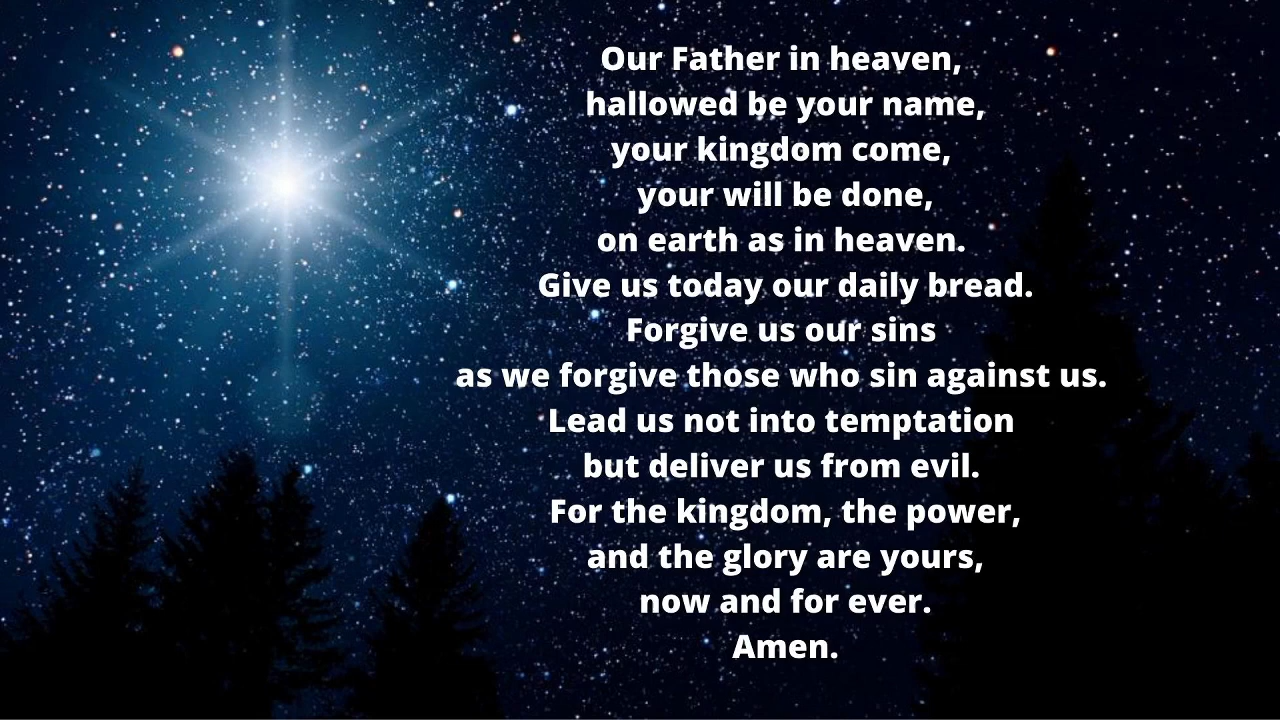 Our Father in heaven,
hallowed be your name,
your kingdom come,
your will be done,
on earth as in heaven.
Give us today our daily bread.
Forgive us our sins
as we forgive those who sin against us.
Lead us not into temptation
but deliver us from evil.
For the kingdom, the power,
and the glory are yours,
now and for ever.
Amen.